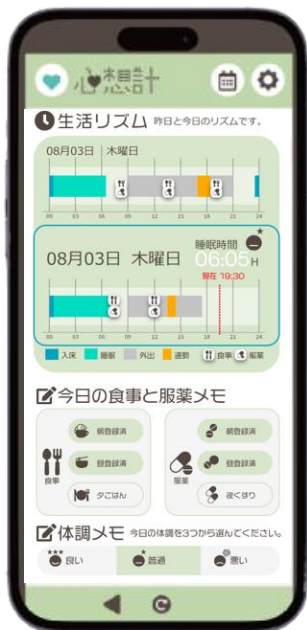 心想計
生活リズム 昨日と今日のリズムです。
08月03日 木曜日
00 03 06 09 12 15 18 21 24
08月03日 木曜日
睡眠時間
06:05H
現在 19:30
00 03 06 09 12 15 18 21 24
入床 睡眠 外出 運動 食事 服薬
今日の食事と服薬メモ
朝登録済
昼登録済
夕ごはん
食事
朝登録済
昼登録済
夜くすり
服薬
体調メモ 今日の体調を3つから選んでください。
良い 普通 悪い